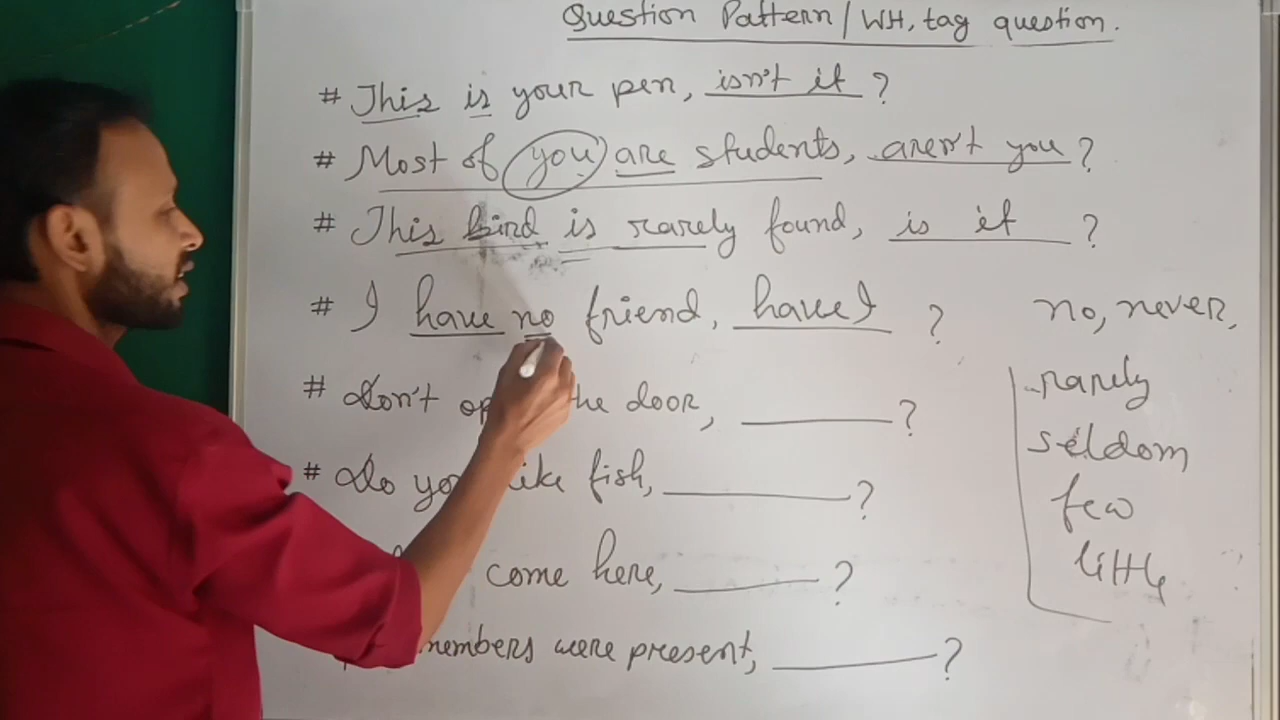 Question Pattern / WH, tag question.
# This is your pen, isn't it ?
# Most of you are students, aren't you ?
# This bird is rarely found, is it ?
# I have no friend, have I ?
# Don't the door, ?
# Do you like fish, ?
come here, ?
members were present, ?
no, never,
rarely
seldom
few
little